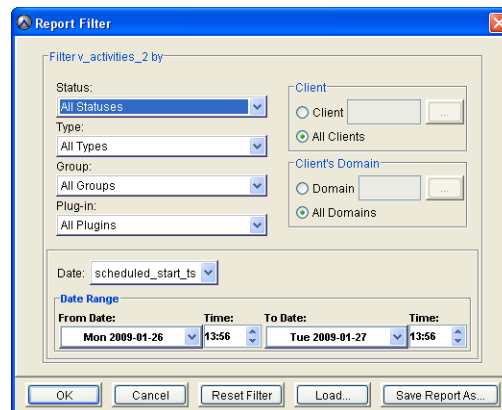 Report Filter
Filter v_activities_2 by
Status:
All Statuses
Type:
All Types
Group:
All Groups
Plug-in:
All Plugins
Client
Client
...
All Clients
Client's Domain
Domain
...
All Domains
Date: scheduled_start_ts
Date Range
From Date: Time: To Date: Time:
Mon 2009-01-26 13:56 Tue 2009-01-27 13:56
OK Cancel Reset Filter Load... Save Report As...